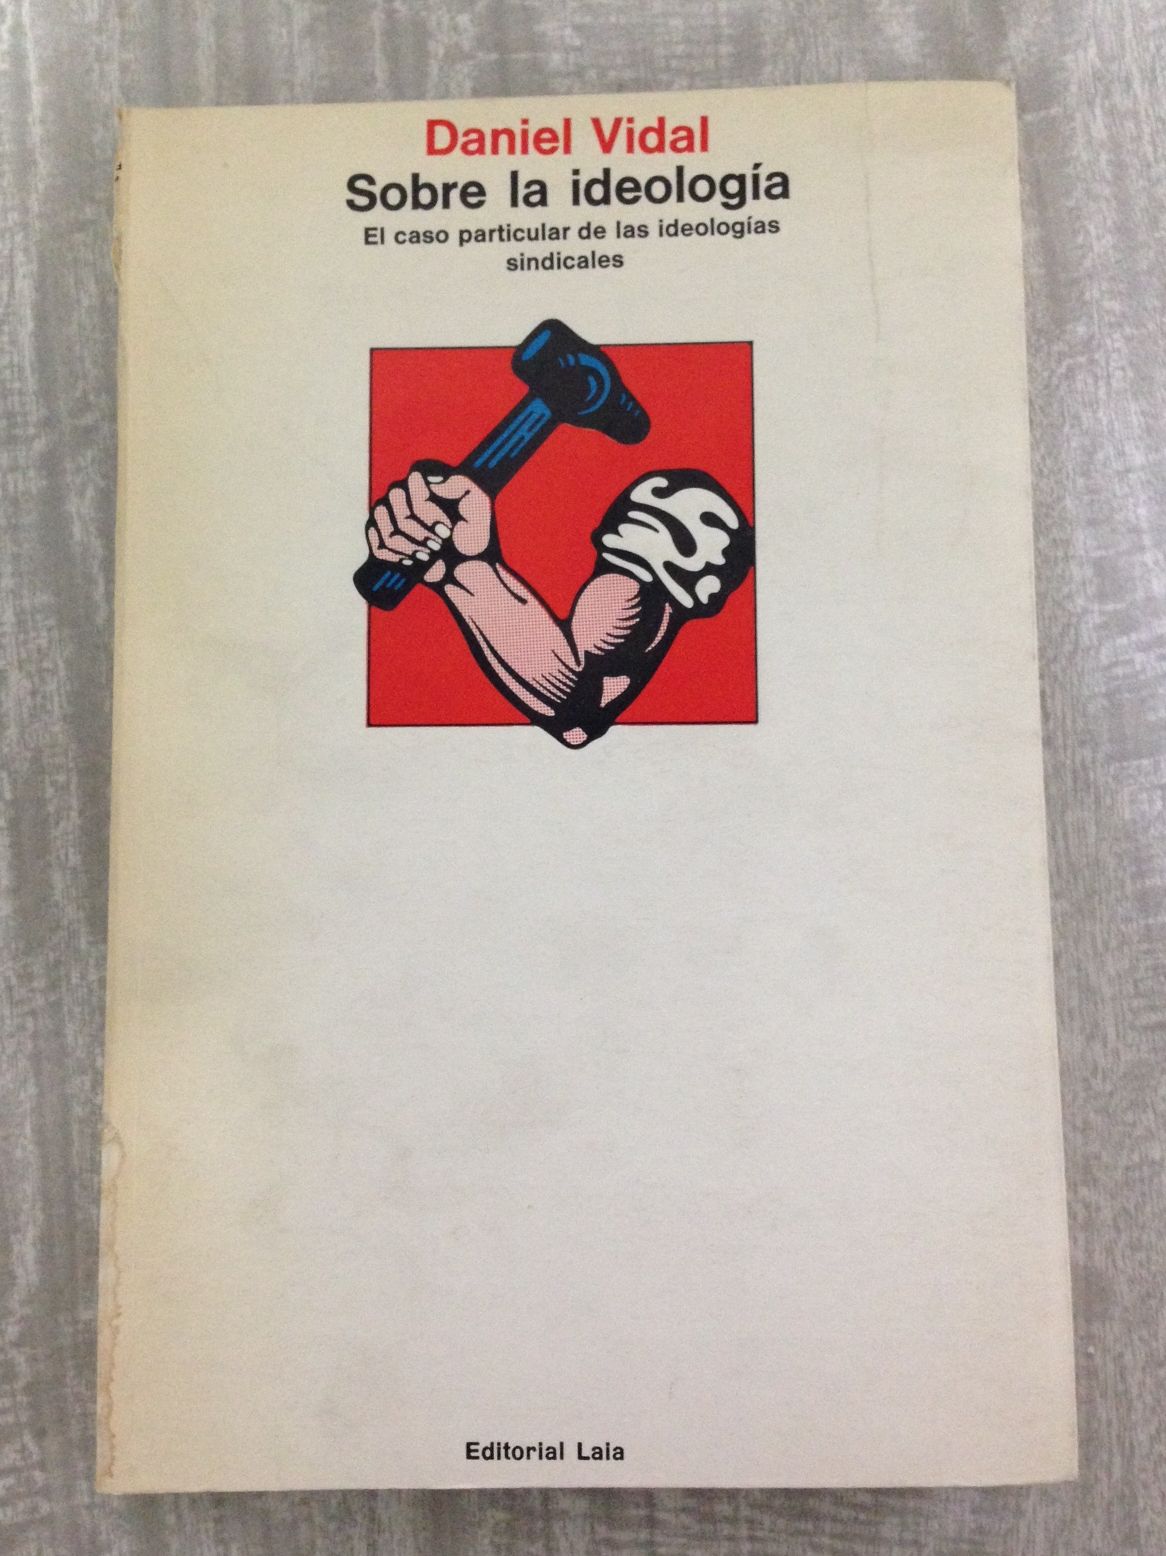 Daniel Vidal
Sobre la ideología
El caso particular de las ideologías
sindicales
Editorial Laia